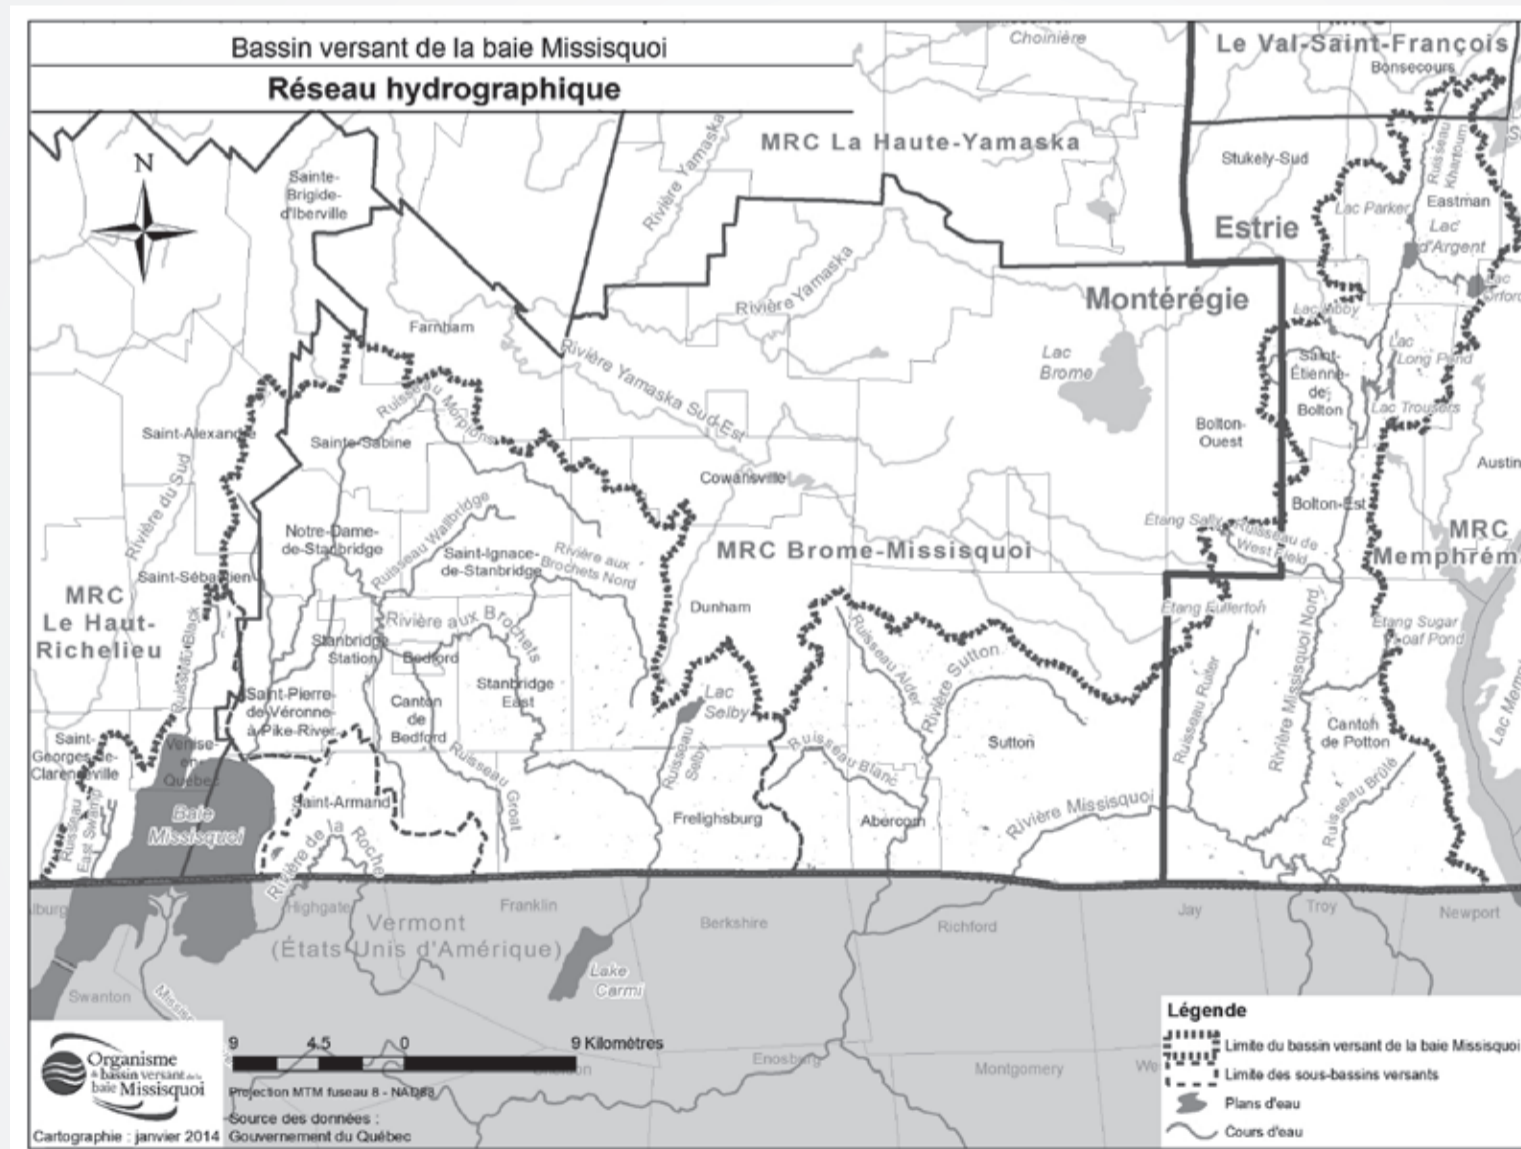 Bassin versant de la baie Missisquoi
Réseau hydrographique
N
Choinière
Le Val-Saint-François
Bonsecours
MRC La Haute-Yamaska
Rivière Yamaska
Sainte-
Brigide-
d'Iberville
Stukely-Sud
Ruisseau
Khartoum
Eastman
Lac Parker
Lac
d'Argent
Estrie
Rivière Yamaska
Montérégie
Lac
Orford
Lac Libby
Farnham
Rivière Yamaska Sud-Est
Lac
Brome
Lac
Long Pond
Saint-
Étienne-
de-
Bolton
Lac Trousers
Ruisseau Morpions
Saint-Alexandre
Sainte-Sabine
Bolton-
Ouest
Austin
Rivière du Sud
Cowansville
Bolton-Est
Notre-Dame-
de-Stanbridge
Ruisseau Wallbridge
Saint-Ignace-
de-Stanbridge
Rivière aux
Brochets Nord
MRC Brome-Missisquoi
Étang Sally
Ruisseau de
West Field
MRC
Memphrém
Saint-Sébastien
MRC
Le Haut-
Richelieu
Ruisseau Black
Dunham
Étang Fullerton
Étang Sugar
Loaf Pond
Rivière aux Brochets
Stanbridge
Station
Bedford
Ruisseau Alder
Rivière Sutton
Ruisseau Ruiter
Rivière Missisquoi Nord
Saint-Pierre-
de-Véronne-
à-Pike-River
Canton
de
Bedford
Stanbridge
East
Lac
Selby
Ruisseau
Selby
Sutton
Canton
de Potton
Saint-
Georges-de-
Clarenceville
Venise-
en-
Québec
Ruisseau Groat
Ruisseau Blanc
Ruisseau Brûlé
Ruisseau
East Swamp
Baie
Missisquoi
Saint-Armand
Rivière de la Roche
Frelighsburg
Abercorn
Rivière Missisquoi
Highgate
Franklin
Berkshire
Richford
Jay
Troy
Newport
Vermont
(États-Unis d'Amérique)
Lake
Carmi
Swanton
Enosburg
Montgomery
9 4.5 0 9 Kilomètres
Projection MTM fuseau 8 - NAD83
Source des données :
Gouvernement du Québec
Organisme
de bassin versant de la
baie Missisquoi
Cartographie : janvier 2014
Légende
Limite du bassin versant de la baie Missisquoi
Limite des sous-bassins versants
Plans d'eau
Cours d'eau